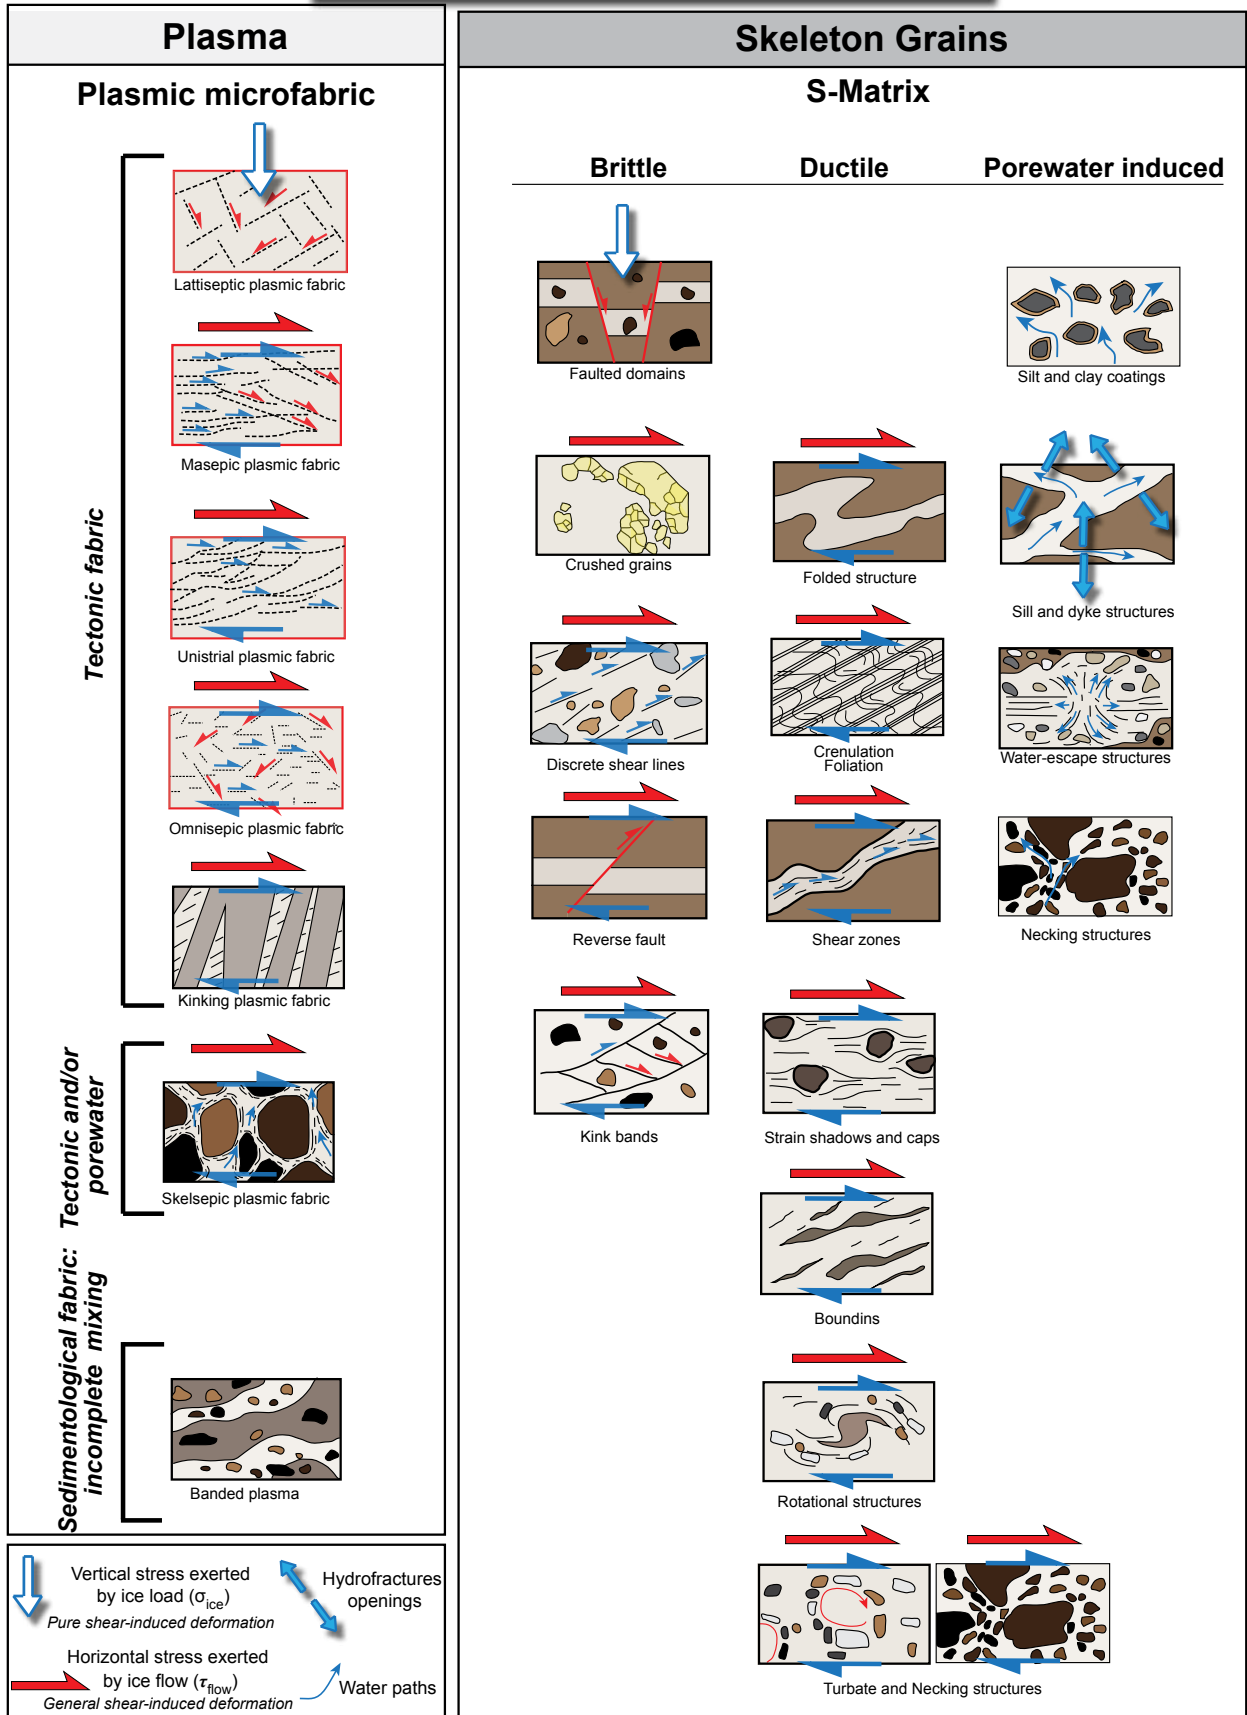 Plasma
Plasmic microfabric
Tectonic fabric
Lattiseptic plasmic fabric
Masepic plasmic fabric
Unistrial plasmic fabric
Omnisepic plasmic fabric
Kinking plasmic fabric
Tectonic and/or
porewater
Skelsepic plasmic fabric
Sedimentological fabric:
incomplete mixing
Banded plasma
Vertical stress exerted
by ice load (σice)
Pure shear-induced deformation
Hydrofractures
openings
Horizontal stress exerted
by ice flow (τflow)
General shear-induced deformation
Water paths
Skeleton Grains
S-Matrix
Brittle
Ductile
Porewater induced
Faulted domains
Silt and clay coatings
Crushed grains
Folded structure
Sill and dyke structures
Discrete shear lines
Crenulation
Foliation
Water-escape structures
Reverse fault
Shear zones
Necking structures
Kink bands
Strain shadows and caps
Boundins
Rotational structures
Turbate and Necking structures